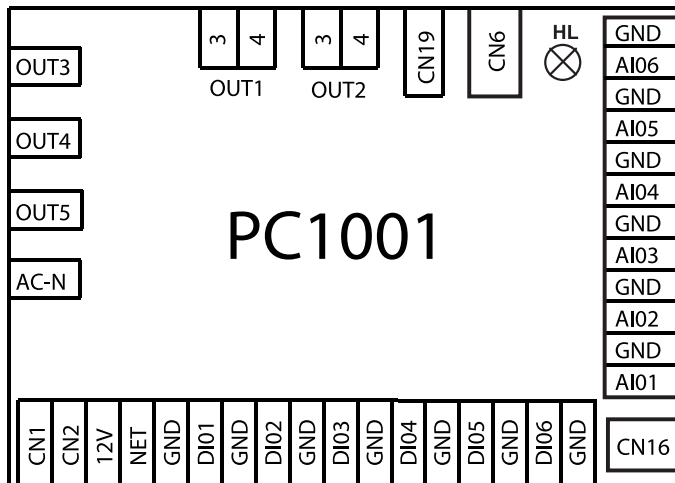 3 4 3 4 CN19 CN6 HL
OUT1 OUT2
OUT3
OUT4
OUT5
AC-N
PC1001
GND
AI06
GND
AI05
GND
AI04
GND
AI03
GND
AI02
GND
AI01
CN16
CN1 CN2 12V NET GND DI01 GND DI02 GND DI03 GND DI04 GND DI05 GND DI06 GND